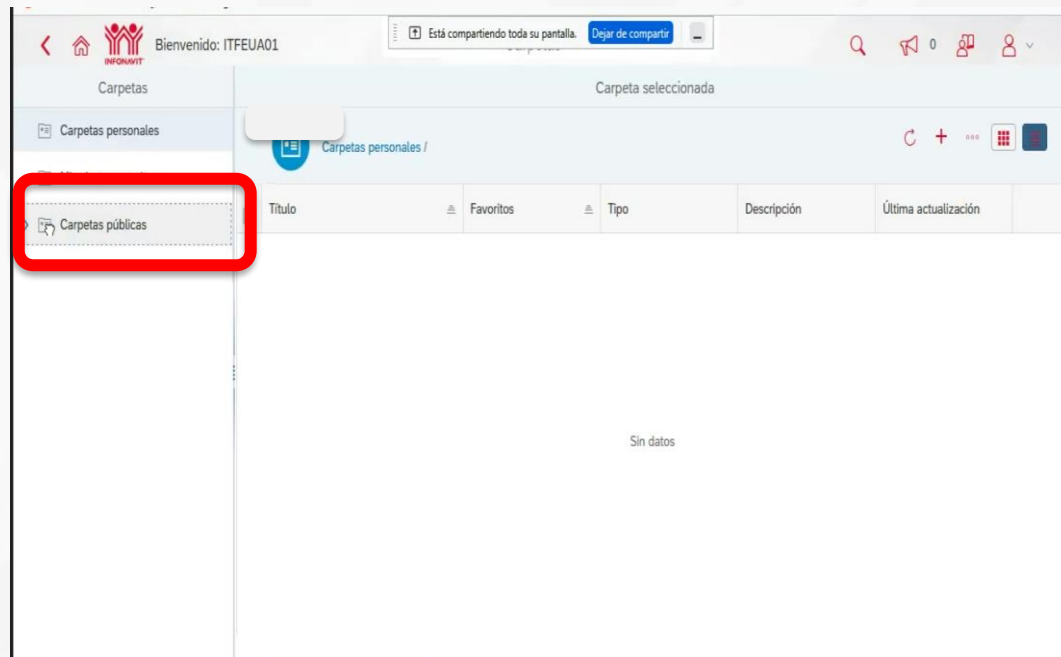 Bienvenido: ITFEUA01
Está compartiendo toda su pantalla. Dejar de compartir
INFONAVIT
0
Carpetas
Carpeta seleccionada
Carpetas personales
Carpetas personales /
Carpetas públicas
Título Favoritos Tipo Descripción Última actualización
Sin datos